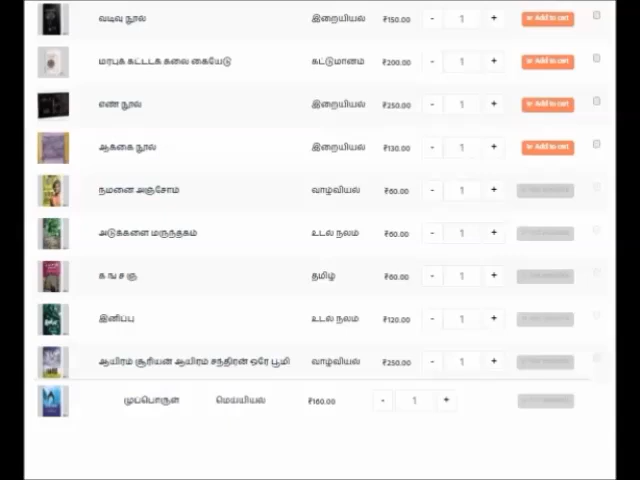 வடிவு நூல் இறையியல் ₹150.00 - 1 + Add to cart
மரபுக் கட்டடக் கலை கையேடு கட்டுமானம் ₹200.00 - 1 + Add to cart
எண் நூல் இறையியல் ₹250.00 - 1 + Add to cart
ஆக்கை நூல் இறையியல் ₹130.00 - 1 + Add to cart
நமனை அஞ்சோம் வாழ்வியல் ₹60.00 - 1 +
அடுக்களை மருந்தகம் உடல் நலம் ₹60.00 - 1 +
க ங ச ஞ தமிழ் ₹60.00 - 1 +
இனிப்பு உடல் நலம் ₹120.00 - 1 +
ஆயிரம் சூரியன் ஆயிரம் சந்திரன் ஒரே பூமி வாழ்வியல் ₹250.00 - 1 +
முப்பொருள் மெய்யியல் ₹160.00 - 1 +